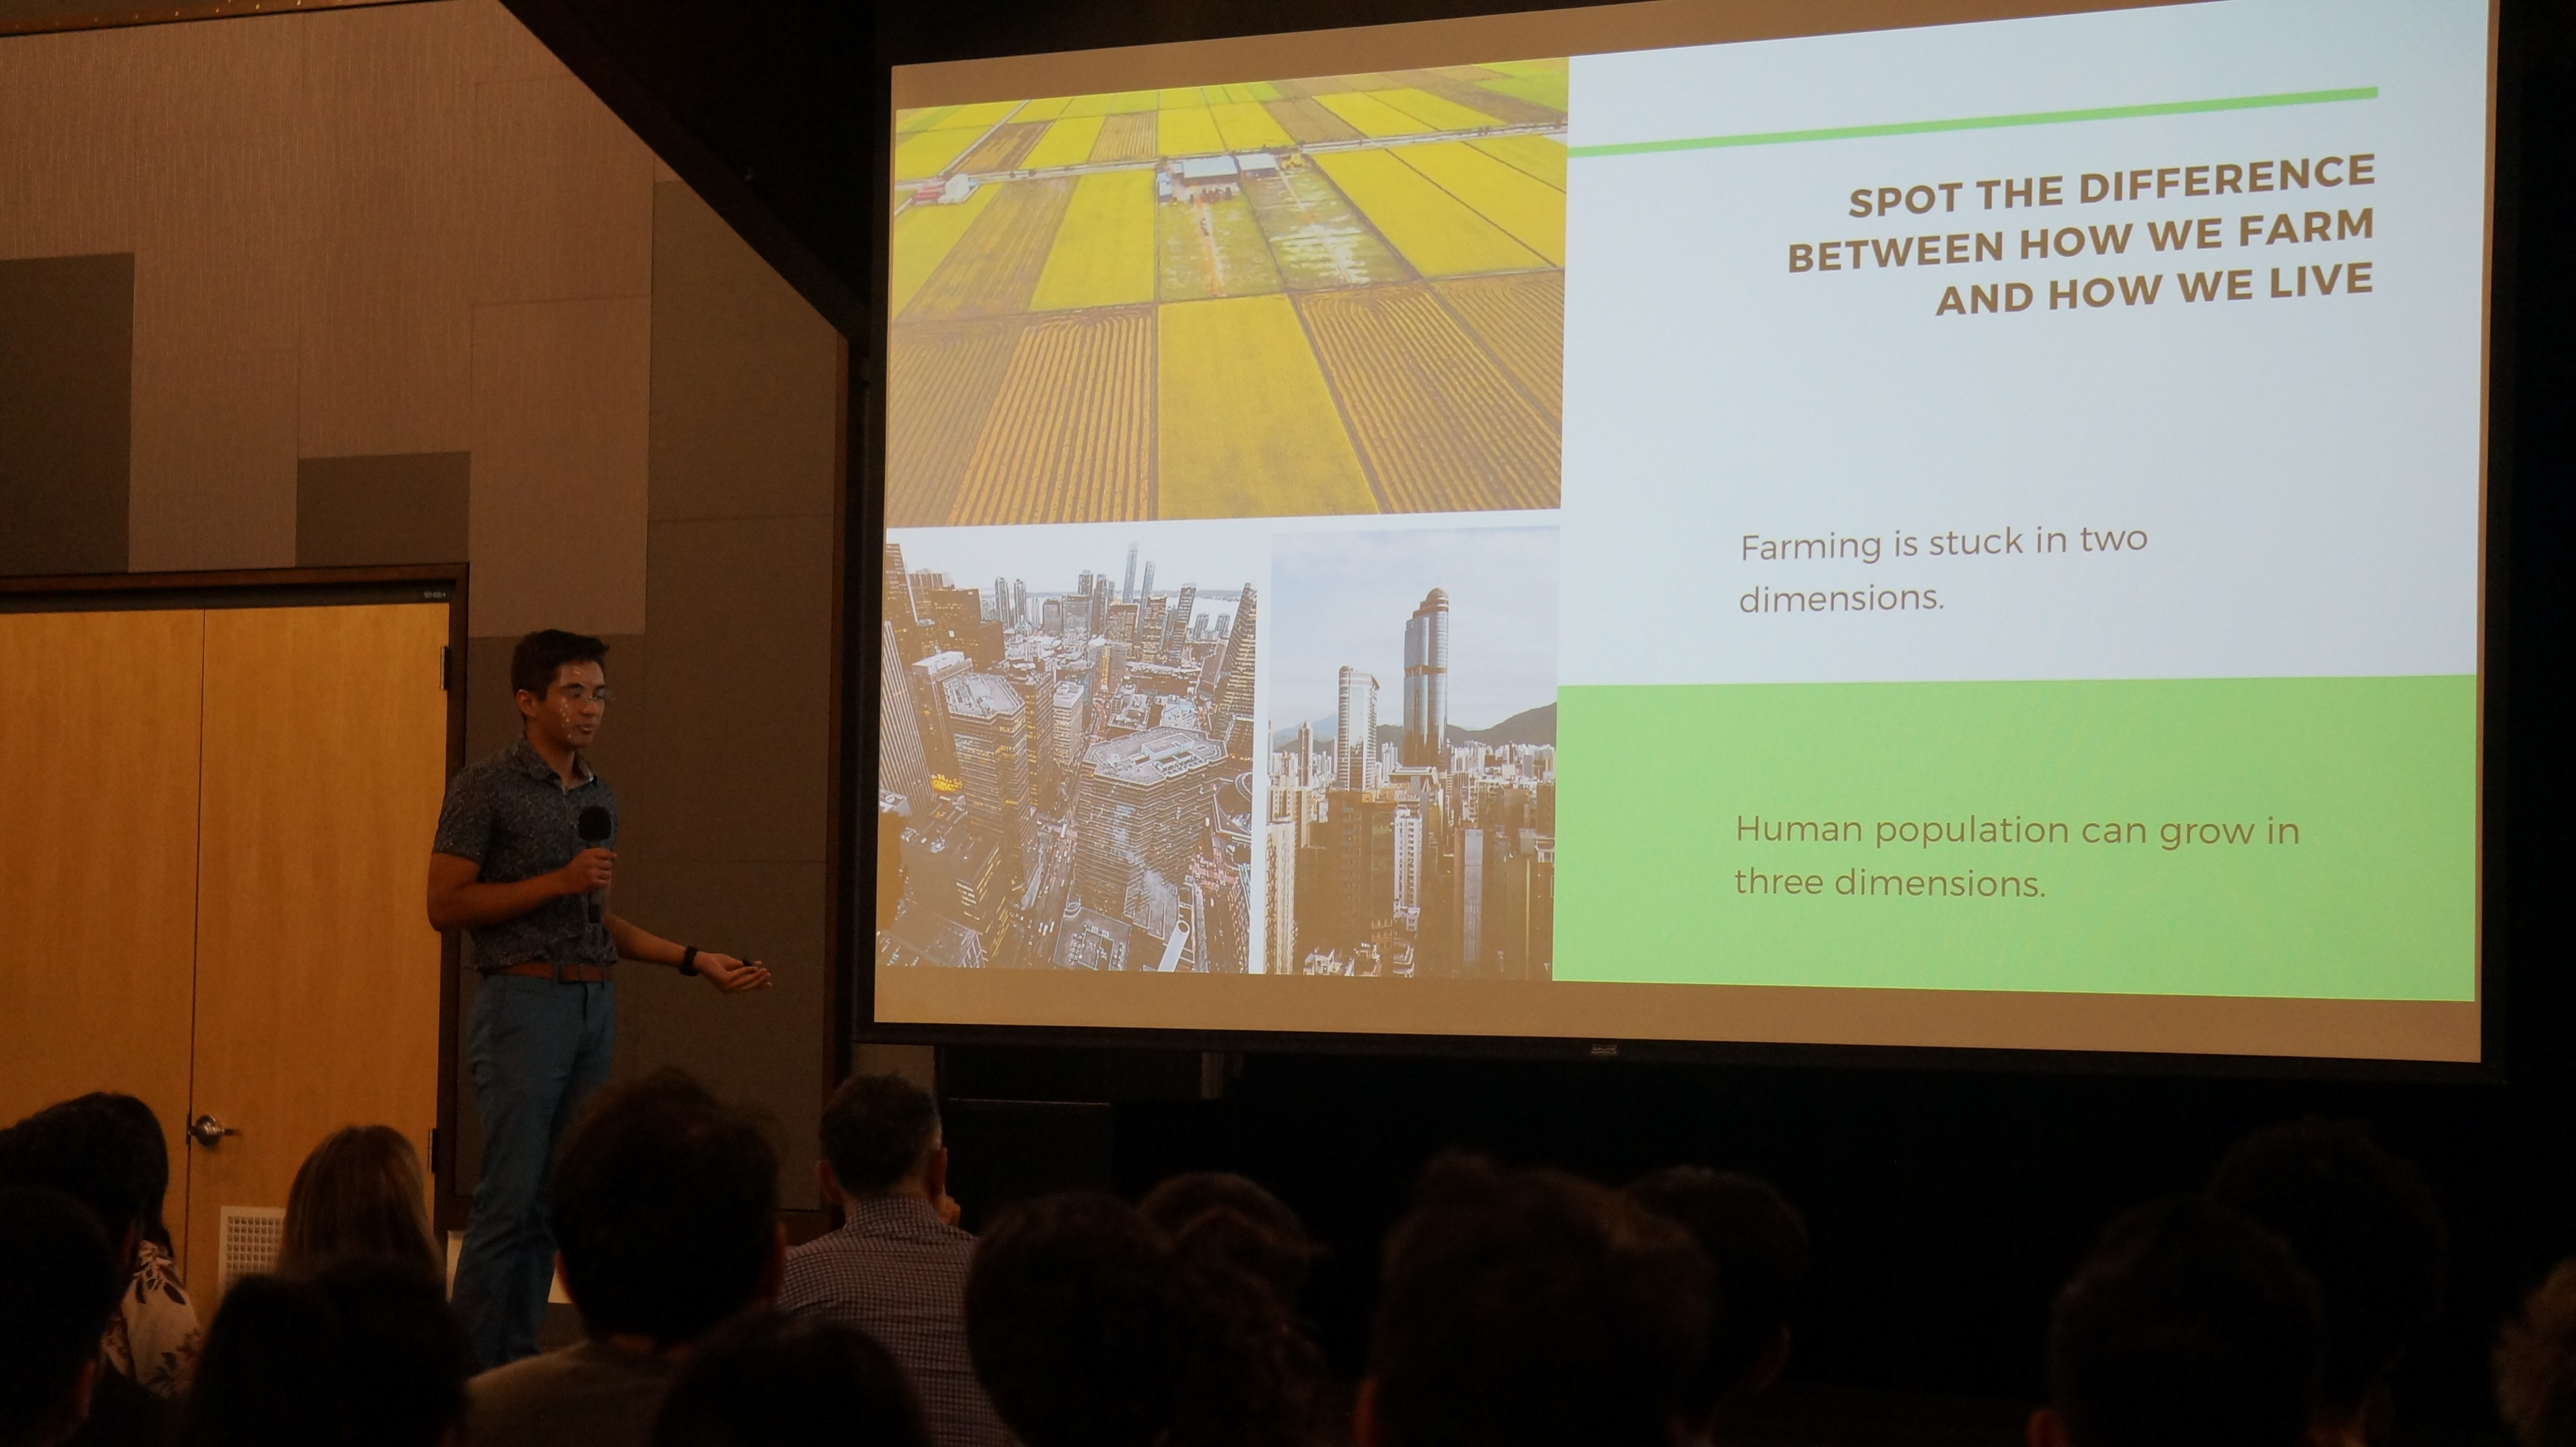 SPOT THE DIFFERENCE
BETWEEN HOW WE FARM
AND HOW WE LIVE
Farming is stuck in two
dimensions.
Human population can grow in
three dimensions.